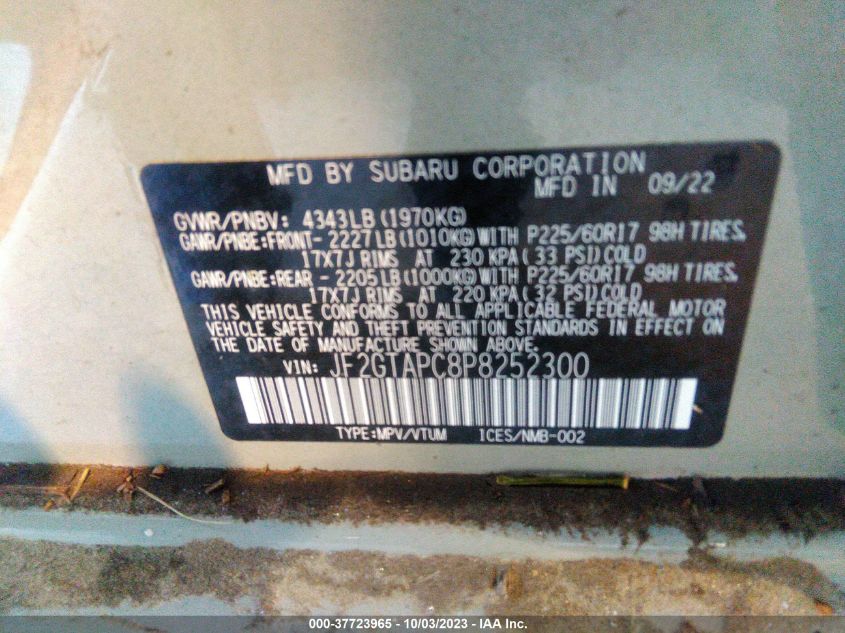 MFD BY SUBARU CORPORATION
MFD IN 09/22
GVWR/PNBV: 4343LB(1970KG)
GAWR/PNBE:FRONT-2227LB(1010KG)WITH P225/60R17 98H TIRES,
17X7J RIMS AT 230 KPA(33 PSI)COLD
GAWR/PNBE:REAR -2205LB(1000KG)WITH P225/60R17 98H TIRES,
17X7J RIMS AT 220 KPA(32 PSI)COLD
THIS VEHICLE CONFORMS TO ALL APPLICABLE FEDERAL MOTOR
VEHICLE SAFETY AND THEFT PREVENTION STANDARDS IN EFFECT ON
THE DATE OF MANUFACTURE SHOWN ABOVE.
VIN: JF2GTAPC8P8252300
TYPE:MPV/VTUM ICES/NMB-002
000-37723965 - 10/03/2023 - IAA Inc.